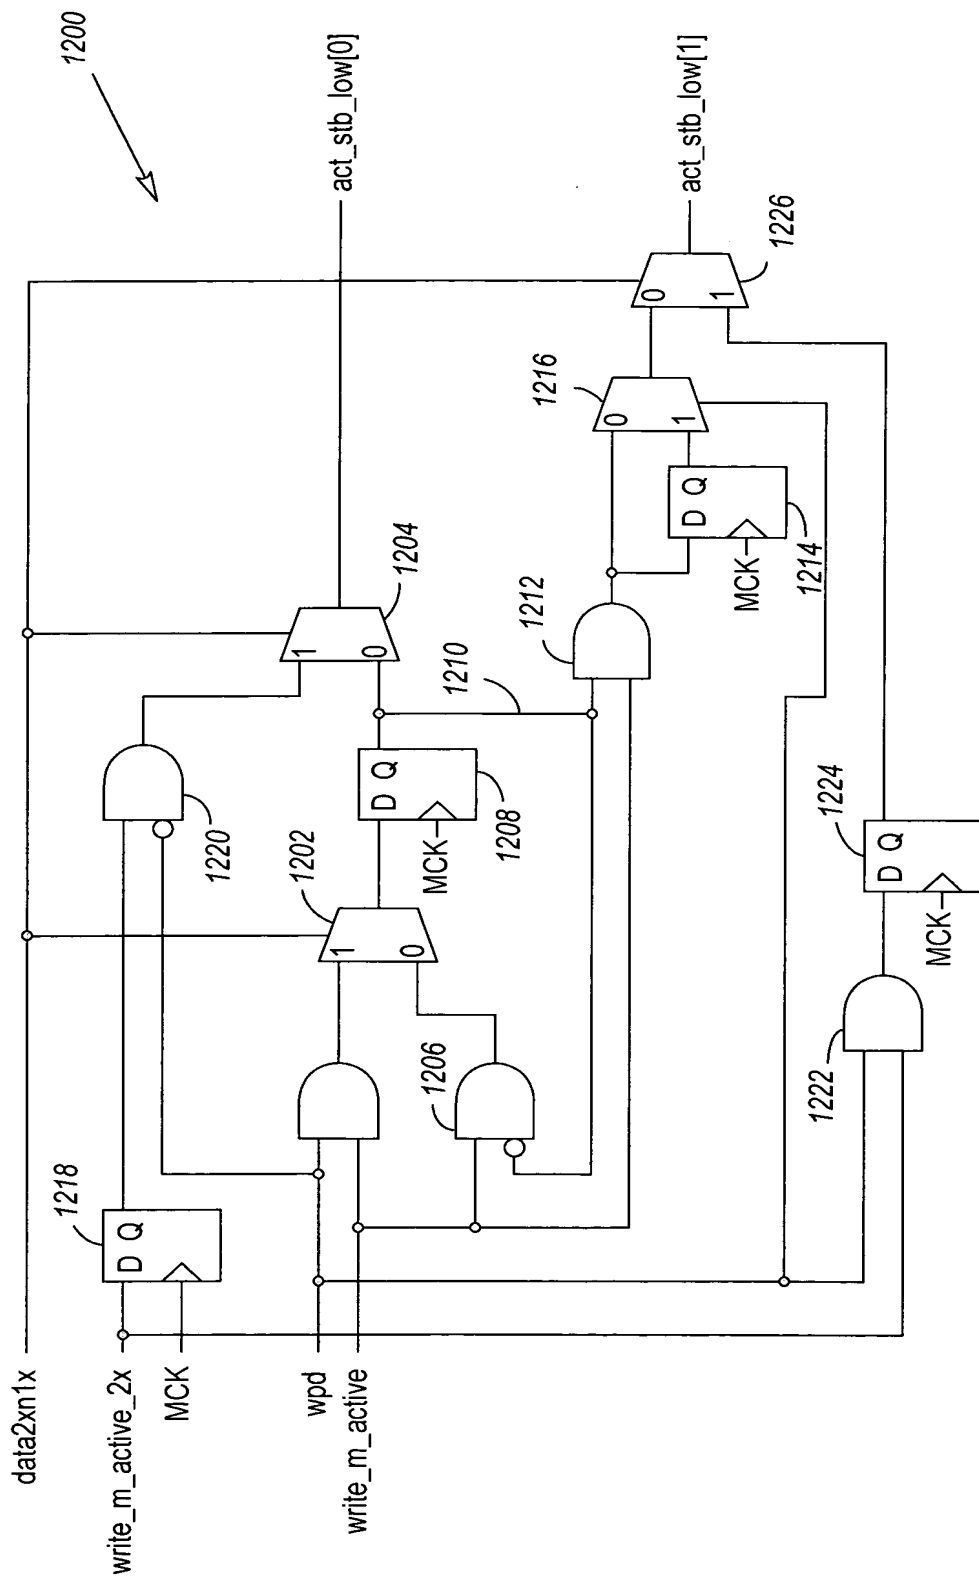 1200
data2xn1x
write_m_active_2x
MCK
wpd
write_m_active
1218
D Q
1220
1202
1
0
1206
D Q
MCK
1208
1204
1
0
act_stb_low[0]
1210
1212
D Q
MCK
1214
1216
0
1
1222
D Q
MCK
1224
0
1
1226
act_stb_low[1]